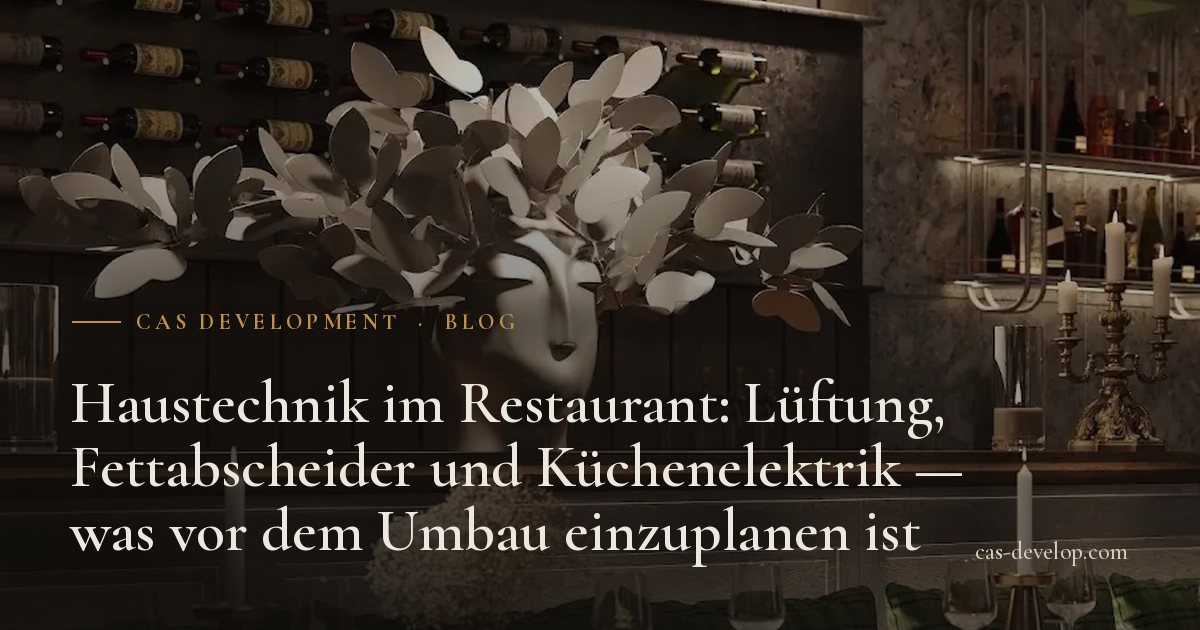 CAS DEVELOPMENT · BLOG
Haustechnik im Restaurant: Lüftung,
Fettabscheider und Küchenelektrik —
was vor dem Umbau einzuplanen ist
cas-develop.com